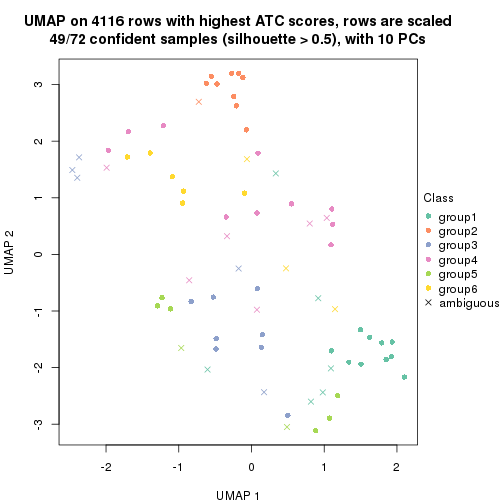 UMAP on 4116 rows with highest ATC scores, rows are scaled
49/72 confident samples (silhouette > 0.5), with 10 PCs
3
2
1
0
-1
-2
-3
UMAP 2
-2
-1
0
1
2
UMAP 1
Class
group1
group2
group3
group4
group5
group6
ambiguous